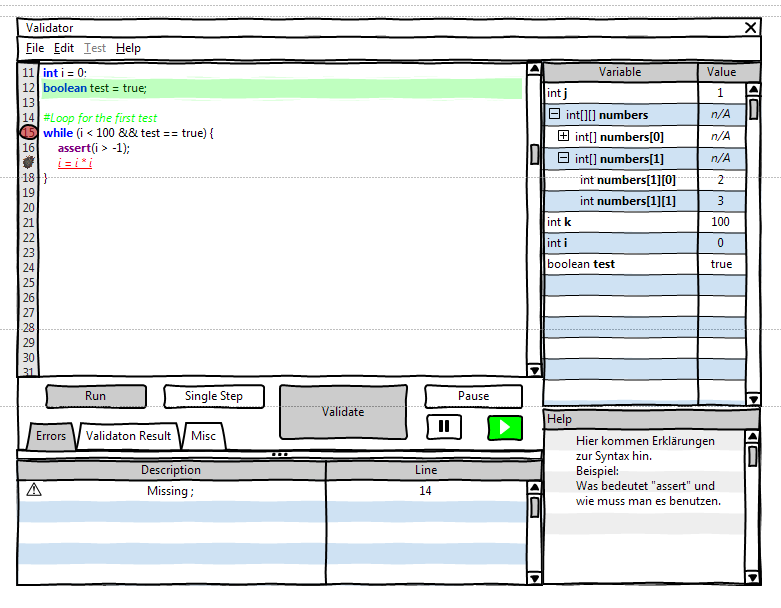 Validator
File Edit Test Help
11 int i = 0;
12 boolean test = true;
13
14 #Loop for the first test
15 while (i < 100 && test == true) {
16 assert(i > -1);
i = i * i
18 }
19
20
21
22
23
24
25
26
27
28
29
30
31
Variable Value
int j 1
int[][] numbers n/A
int[] numbers[0] n/A
int[] numbers[1] n/A
int numbers[1][0] 2
int numbers[1][1] 3
int k 100
int i 0
boolean test true
Run Single Step Validate Pause
Errors Validaton Result Misc
Description Line
Missing ; 14
Help
Hier kommen Erklärungen
zur Syntax hin.
Beispiel:
Was bedeutet "assert" und
wie muss man es benutzen.